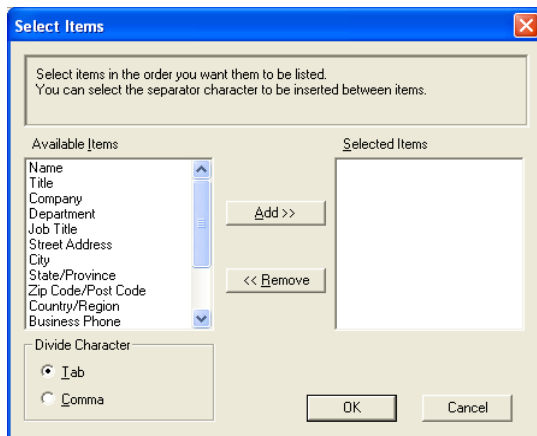 Select Items
Select items in the order you want them to be listed.
You can select the separator character to be inserted between items.
Available Items
Name
Title
Company
Department
Job Title
Street Address
City
State/Province
Zip Code/Post Code
Country/Region
Business Phone
Add >>
<< Remove
Selected Items
Divide Character
Tab
Comma
OK
Cancel